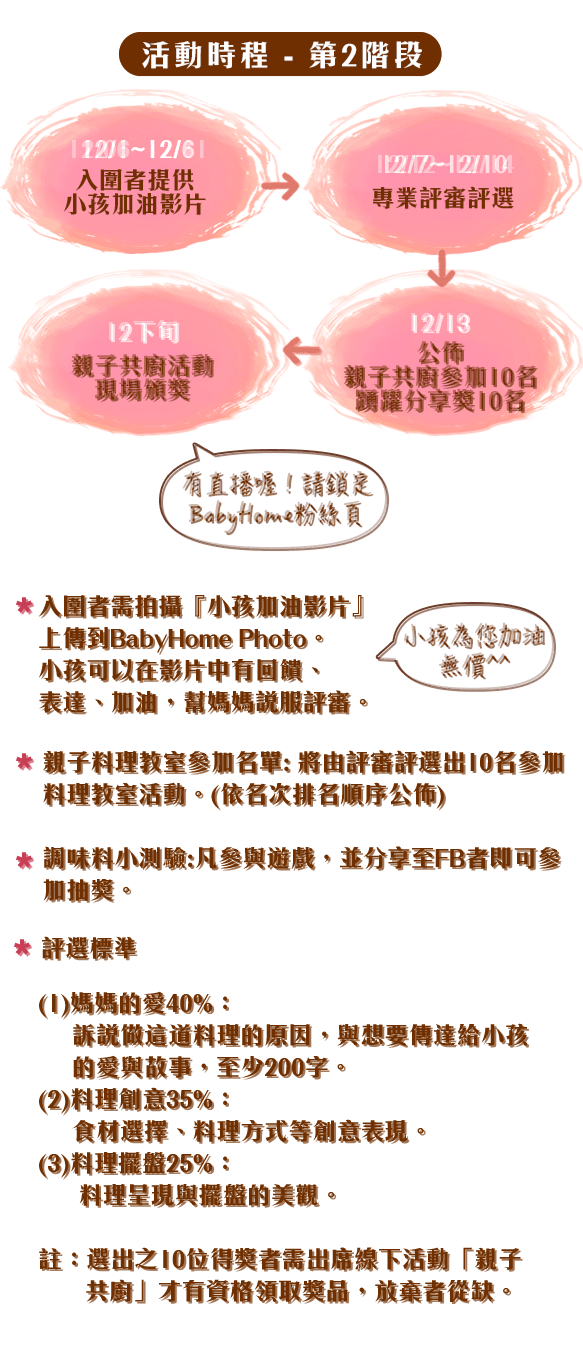 活動時程 - 第2階段
入圍者提供
小孩加油影片
專業評審評選
12/13
公佈
親子共廚參加10名
踴躍分享獎10名
12下旬
親子共廚活動
現場頒獎
有直播喔！請鎖定
BabyHome粉絲頁
* 入圍者需拍攝『小孩加油影片』
上傳到BabyHome Photo。
小孩可以在影片中有回饋、
表達、加油，幫媽媽說服評審。
小孩為您加油
無價^^
* 親子料理教室參加名單: 將由評審評選出10名參加
料理教室活動。(依名次排名順序公佈)
* 調味料小測驗:凡參與遊戲，並分享至FB者即可參
加抽獎。
* 評選標準
(1)媽媽的愛40%：
訴說做這道料理的原因，與想要傳達給小孩
的愛與故事，至少200字。
(2)料理創意35%：
食材選擇、料理方式等創意表現。
(3)料理擺盤25%：
料理呈現與擺盤的美觀。
註：選出之10位得獎者需出席線下活動「親子
共廚」才有資格領取獎品，放棄者從缺。